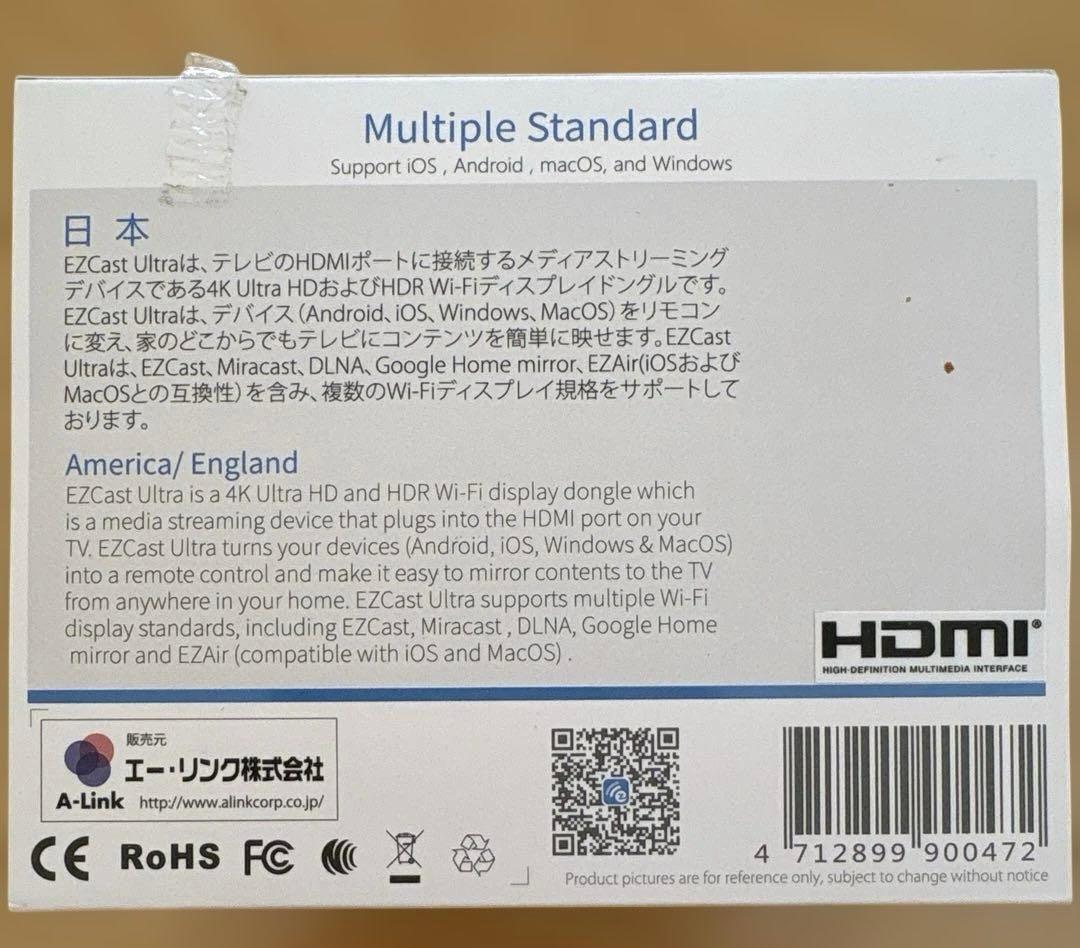 Multiple Standard
Support iOS , Android , macOS, and Windows
日 本
EZCast Ultraは、テレビのHDMIポートに接続するメディアストリーミング
デバイスである4K Ultra HDおよびHDR Wi-Fiディスプレイドングルです。
EZCast Ultraは、デバイス（Android、iOS、Windows、MacOS）をリモコン
に変え、家のどこからでもテレビにコンテンツを簡単に映せます。EZCast
Ultraは、EZCast、Miracast、DLNA、Google Home mirror、EZAir(iOSおよび
MacOSとの互換性）を含み、複数のWi-Fiディスプレイ規格をサポートして
おります。
America/ England
EZCast Ultra is a 4K Ultra HD and HDR Wi-Fi display dongle which
is a media streaming device that plugs into the HDMI port on your
TV. EZCast Ultra turns your devices (Android, iOS, Windows & MacOS)
into a remote control and make it easy to mirror contents to the TV
from anywhere in your home. EZCast Ultra supports multiple Wi-Fi
display standards, including EZCast, Miracast , DLNA, Google Home
mirror and EZAir (compatible with iOS and MacOS) .
HDMI®
HIGH-DEFINITION MULTIMEDIA INTERFACE
販売元
エー・リンク株式会社
A-Link http://www.alinkcorp.co.jp/
CE RoHS FC
4 712899 900472
Product pictures are for reference only, subject to change without notice